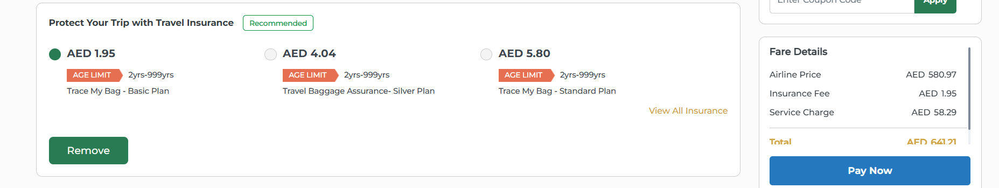 Enter Coupon Code
Apply
Protect Your Trip with Travel Insurance
Recommended
AED 1.95
AGE LIMIT 2yrs-999yrs
Trace My Bag - Basic Plan
AED 4.04
AGE LIMIT 2yrs-999yrs
Travel Baggage Assurance- Silver Plan
AED 5.80
AGE LIMIT 2yrs-999yrs
Trace My Bag - Standard Plan
View All Insurance
Remove
Fare Details
Airline Price AED 580.97
Insurance Fee AED 1.95
Service Charge AED 58.29
Total AED 641.21
Pay Now